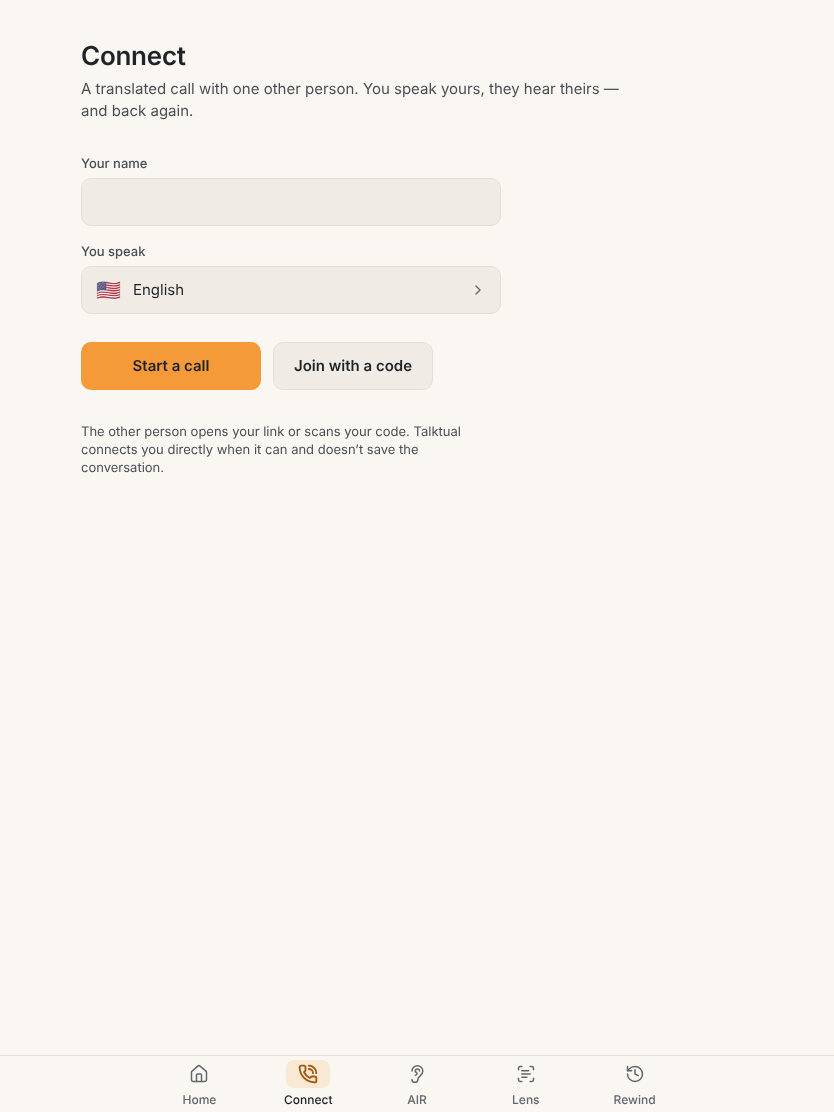 Connect
A translated call with one other person. You speak yours, they hear theirs —
and back again.
Your name
You speak
English
Start a call
Join with a code
The other person opens your link or scans your code. Talktual
connects you directly when it can and doesn’t save the
conversation.
Home
Connect
AIR
Lens
Rewind